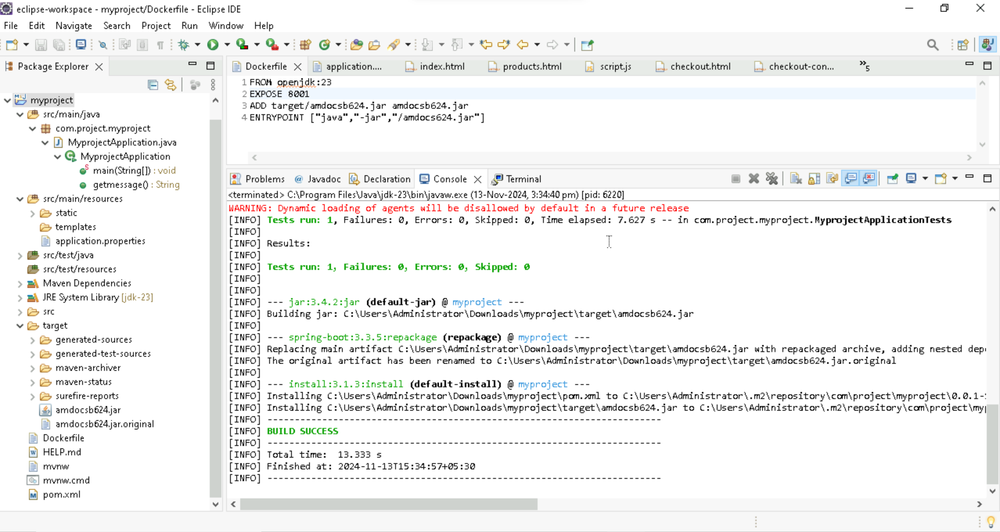 eclipse-workspace - myproject/Dockerfile - Eclipse IDE
File Edit Navigate Search Project Run Window Help
Package Explorer
myproject
src/main/java
com.project.myproject
MyprojectApplication.java
MyprojectApplication
main(String[]) : void
getmessage() : String
src/main/resources
static
templates
application.properties
src/test/java
src/test/resources
Maven Dependencies
JRE System Library [jdk-23]
src
target
generated-sources
generated-test-sources
maven-archiver
maven-status
surefire-reports
amdocsb624.jar
amdocsb624.jar.original
Dockerfile
HELP.md
mvnw
mvnw.cmd
pom.xml
Dockerfile application.... index.html products.html script.js checkout.html checkout-con... »5
1 FROM openjdk:23
2 EXPOSE 8001
3 ADD target/amdocsb624.jar amdocsb624.jar
4 ENTRYPOINT ["java","-jar","/amdocs624.jar"]
Problems @ Javadoc Declaration Console Terminal
<terminated> C:\Program Files\Java\jdk-23\bin\javaw.exe (13-Nov-2024, 3:34:40 pm) [pid: 6220]
WARNING: Dynamic loading of agents will be disallowed by default in a future release
[INFO] Tests run: 1, Failures: 0, Errors: 0, Skipped: 0, Time elapsed: 7.627 s -- in com.project.myproject.MyprojectApplicationTests
[INFO]
[INFO] Results:
[INFO]
[INFO] Tests run: 1, Failures: 0, Errors: 0, Skipped: 0
[INFO]
[INFO]
[INFO] --- jar:3.4.2:jar (default-jar) @ myproject ---
[INFO] Building jar: C:\Users\Administrator\Downloads\myproject\target\amdocsb624.jar
[INFO]
[INFO] --- spring-boot:3.3.5:repackage (repackage) @ myproject ---
[INFO] Replacing main artifact C:\Users\Administrator\Downloads\myproject\target\amdocsb624.jar with repackaged archive, adding nested dep
[INFO] The original artifact has been renamed to C:\Users\Administrator\Downloads\myproject\target\amdocsb624.jar.original
[INFO]
[INFO] --- install:3.1.3:install (default-install) @ myproject ---
[INFO] Installing C:\Users\Administrator\Downloads\myproject\pom.xml to C:\Users\Administrator\.m2\repository\com\project\myproject\0.0.1-
[INFO] Installing C:\Users\Administrator\Downloads\myproject\target\amdocsb624.jar to C:\Users\Administrator\.m2\repository\com\project\my
[INFO] ------------------------------------------------------------------------
[INFO] BUILD SUCCESS
[INFO] ------------------------------------------------------------------------
[INFO] Total time:  13.333 s
[INFO] Finished at: 2024-11-13T15:34:57+05:30
[INFO] ------------------------------------------------------------------------